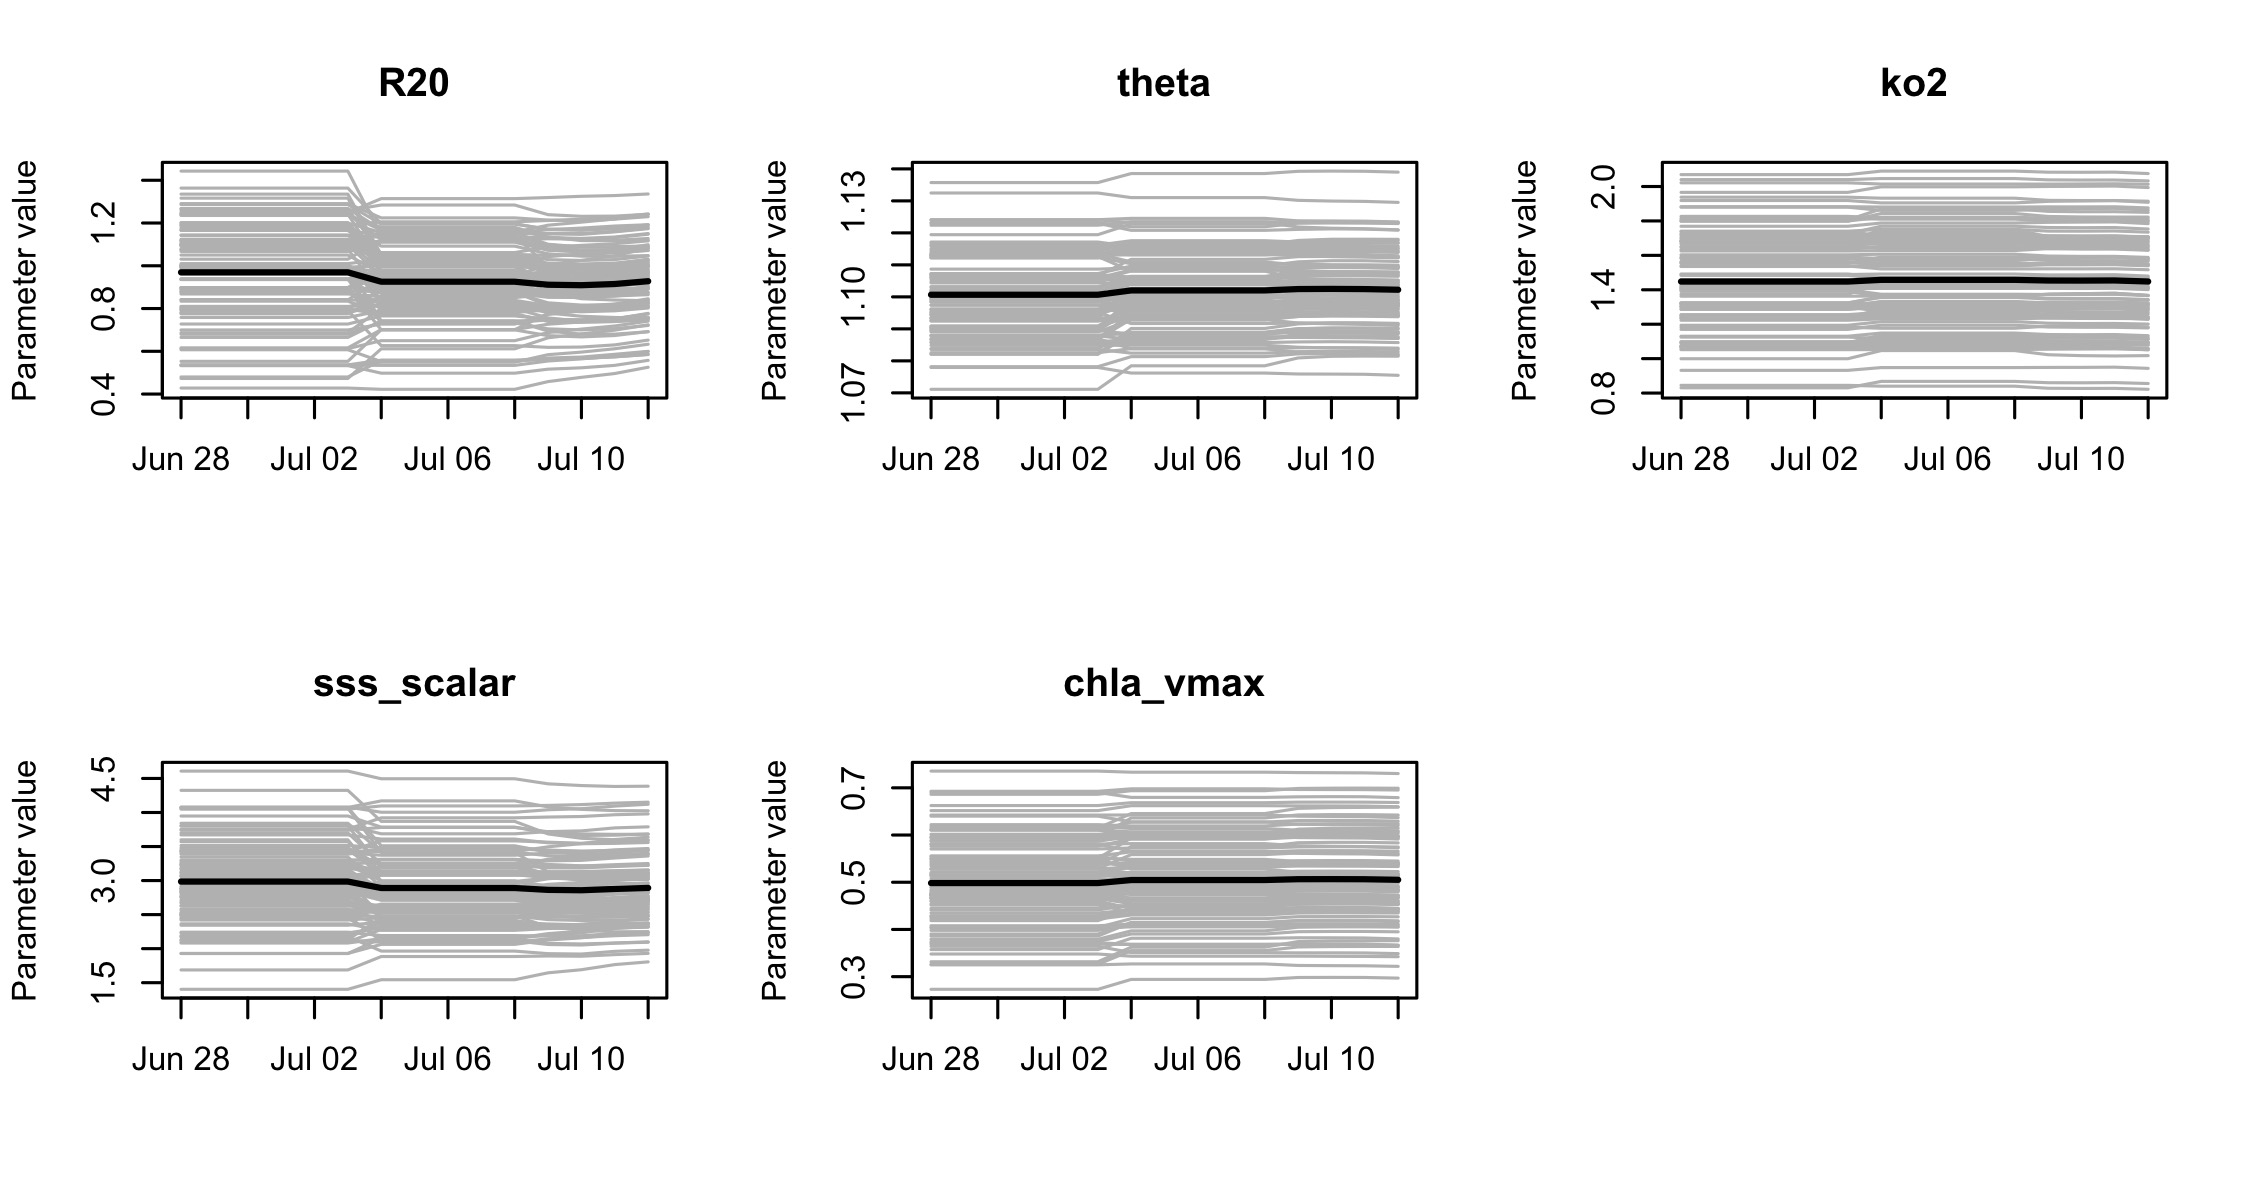 R20
Parameter value
1.2
0.8
0.4
Jun 28 Jul 02 Jul 06 Jul 10
theta
Parameter value
1.13
1.10
1.07
Jun 28 Jul 02 Jul 06 Jul 10
ko2
Parameter value
2.0
1.4
0.8
Jun 28 Jul 02 Jul 06 Jul 10
sss_scalar
Parameter value
4.5
3.0
1.5
Jun 28 Jul 02 Jul 06 Jul 10
chla_vmax
Parameter value
0.7
0.5
0.3
Jun 28 Jul 02 Jul 06 Jul 10